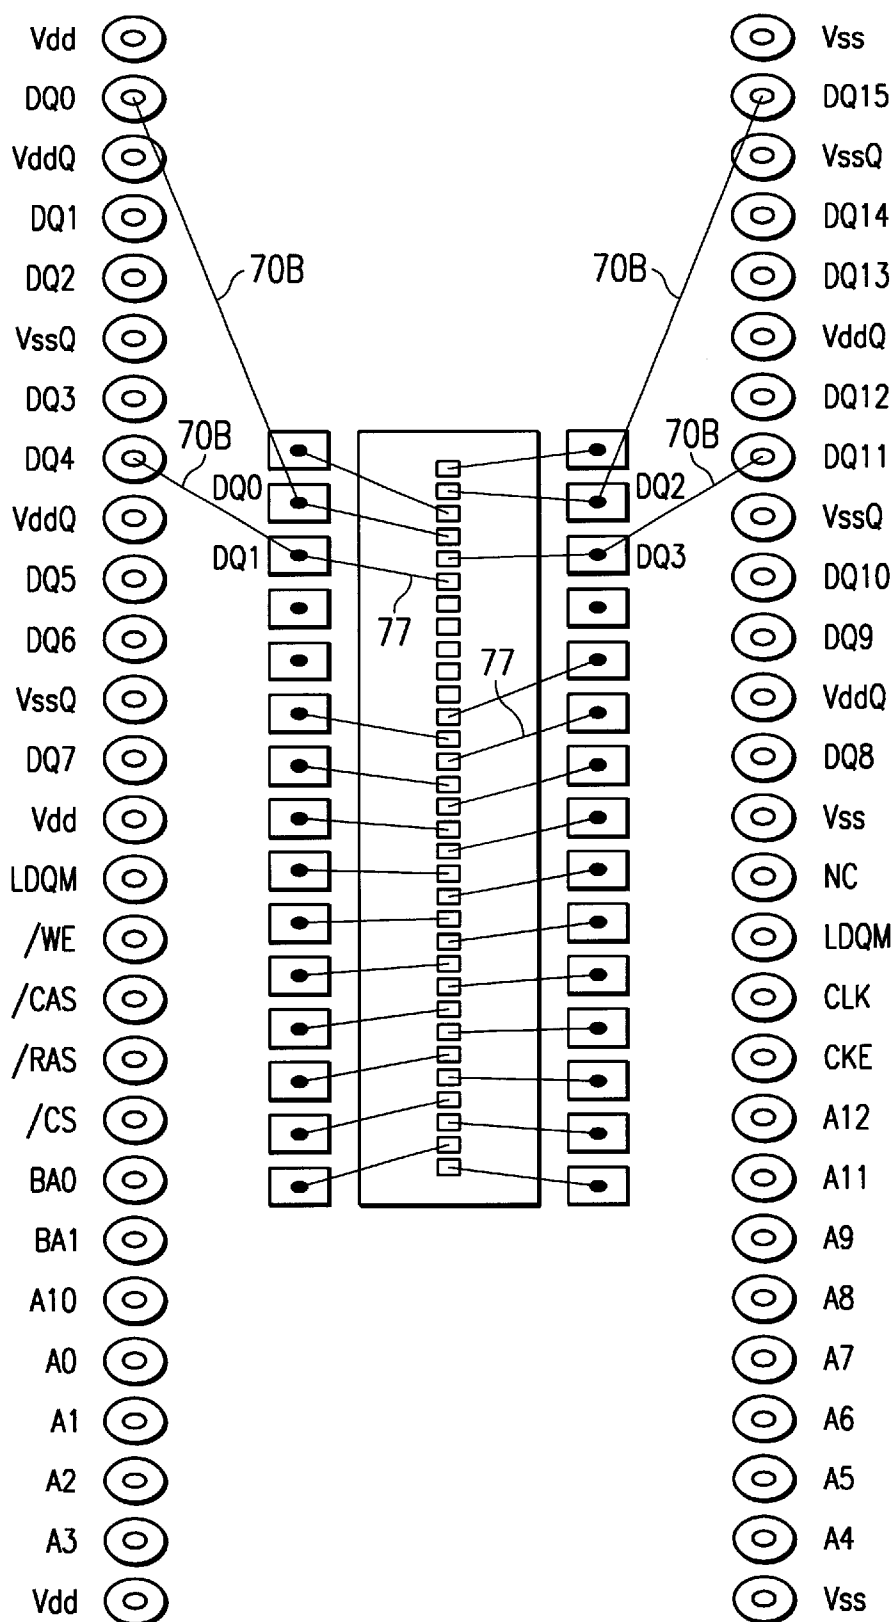 Vdd Vss
DQ0 DQ15
VddQ VssQ
DQ1 DQ14
DQ2 70B 70B DQ13
VssQ VddQ
DQ3 DQ12
70B 70B
DQ4 DQ11
DQ0 DQ2
VddQ VssQ
DQ1 DQ3
DQ5 DQ10
77
DQ6 77 DQ9
VssQ VddQ
DQ7 DQ8
Vdd Vss
LDQM NC
/WE LDQM
/CAS CLK
/RAS CKE
/CS A12
BA0 A11
BA1 A9
A10 A8
A0 A7
A1 A6
A2 A5
A3 A4
Vdd Vss